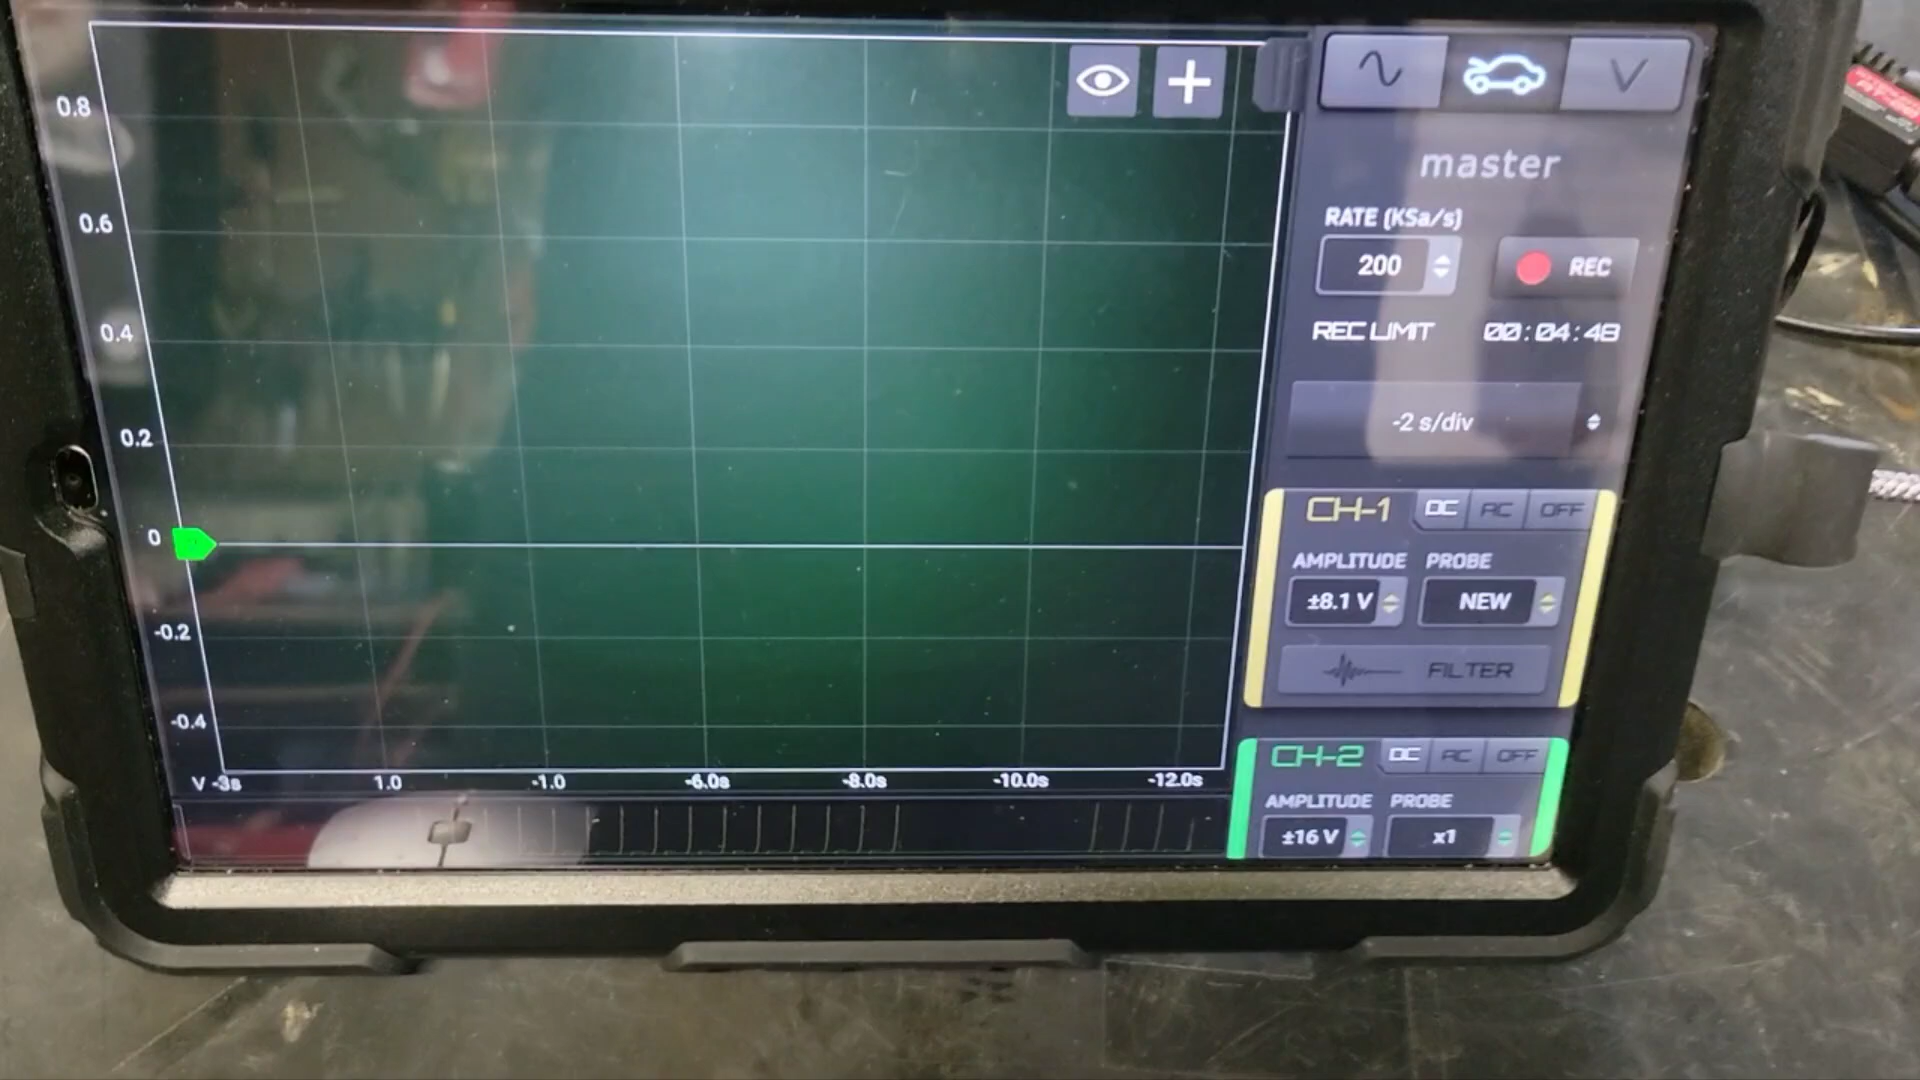 0.8
0.6
0.4
0.2
0
-0.2
-0.4
V -3s 1.0 -1.0 -6.0s -8.0s -10.0s -12.0s
master
RATE (KSa/s)
200
REC
REC LIMIT 00:04:48
-2 s/div
CH-1 DC AC OFF
AMPLITUDE PROBE
±8.1 V NEW
FILTER
CH-2 DC AC OFF
AMPLITUDE PROBE
±16 V x1